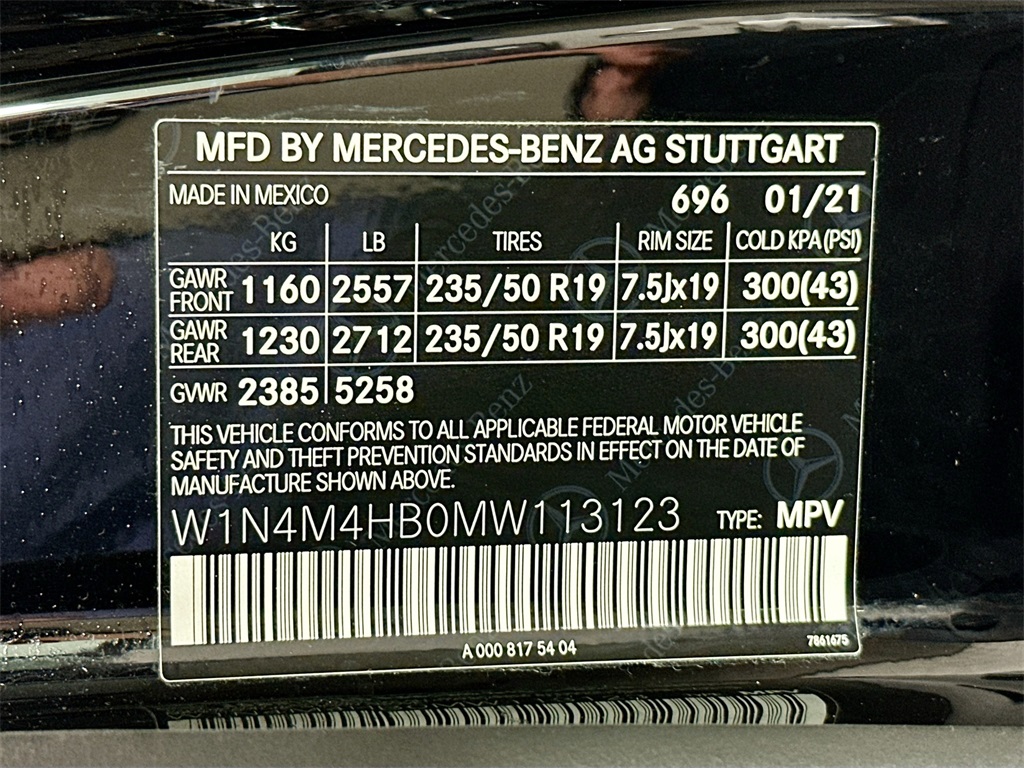 MFD BY MERCEDES-BENZ AG STUTTGART
MADE IN MEXICO 696 01/21
KG LB TIRES RIM SIZE COLD KPA(PSI)
GAWR FRONT 1160 2557 235/50 R19 7.5Jx19 300(43)
GAWR REAR 1230 2712 235/50 R19 7.5Jx19 300(43)
GVWR 2385 5258
THIS VEHICLE CONFORMS TO ALL APPLICABLE FEDERAL MOTOR VEHICLE
SAFETY AND THEFT PREVENTION STANDARDS IN EFFECT ON THE DATE OF
MANUFACTURE SHOWN ABOVE.
W1N4M4HB0MW113123 TYPE: MPV
A 000 817 54 04 7861675